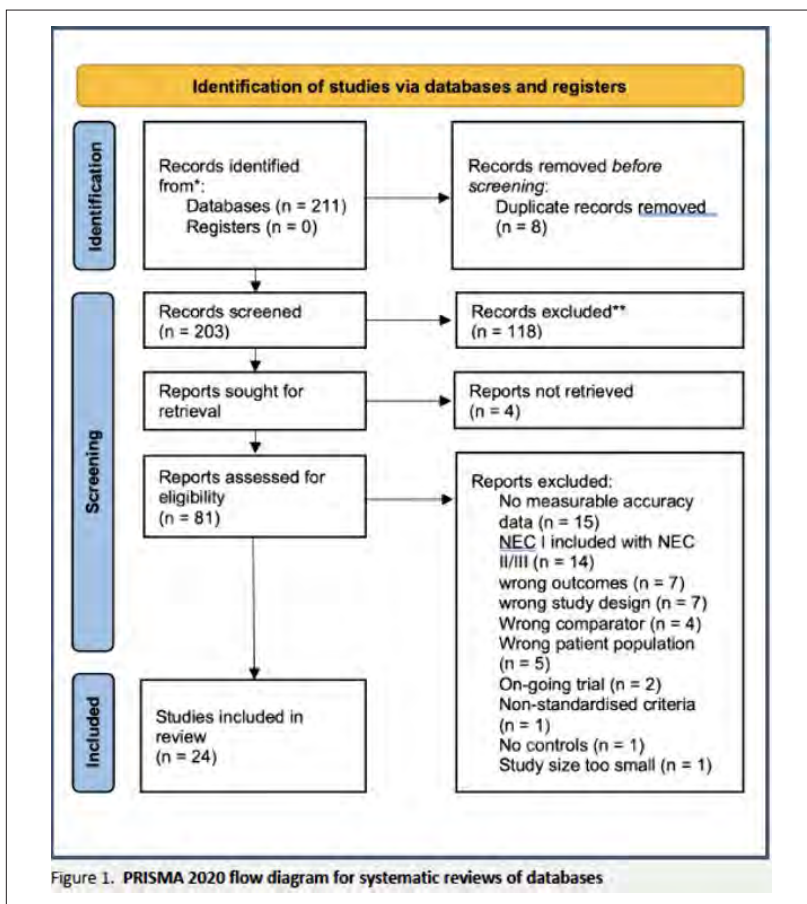 Identification of studies via databases and registers
Identification
Records identified
from*:
Databases (n = 211)
Registers (n = 0)
Records removed before
screening:
Duplicate records removed
(n = 8)
Screening
Records screened
(n = 203)
Records excluded**
(n = 118)
Reports sought for
retrieval
Reports not retrieved
(n = 4)
Reports assessed for
eligibility
(n = 81)
Reports excluded:
No measurable accuracy
data (n = 15)
NEC I included with NEC
II/III (n = 14)
wrong outcomes (n = 7)
wrong study design (n = 7)
Wrong comparator (n = 4)
Wrong patient population
(n = 5)
On-going trial (n = 2)
Non-standardised criteria
(n = 1)
No controls (n = 1)
Study size too small (n = 1)
Included
Studies included in
review
(n = 24)
Figure 1. PRISMA 2020 flow diagram for systematic reviews of databases